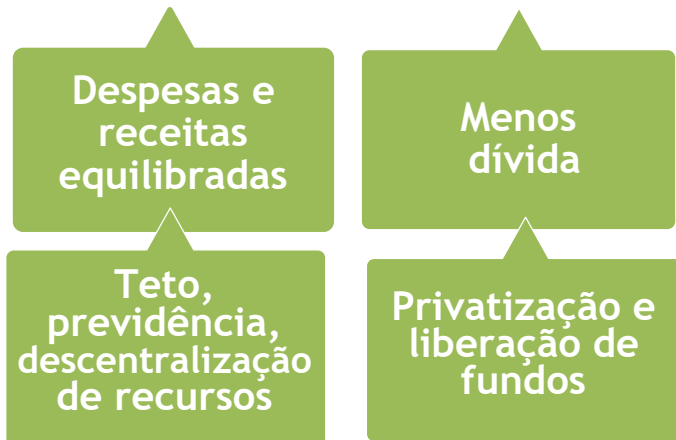 Despesas e
receitas
equilibradas
Menos
dívida
Teto,
previdência,
descentralização
de recursos
Privatização e
liberação de
fundos